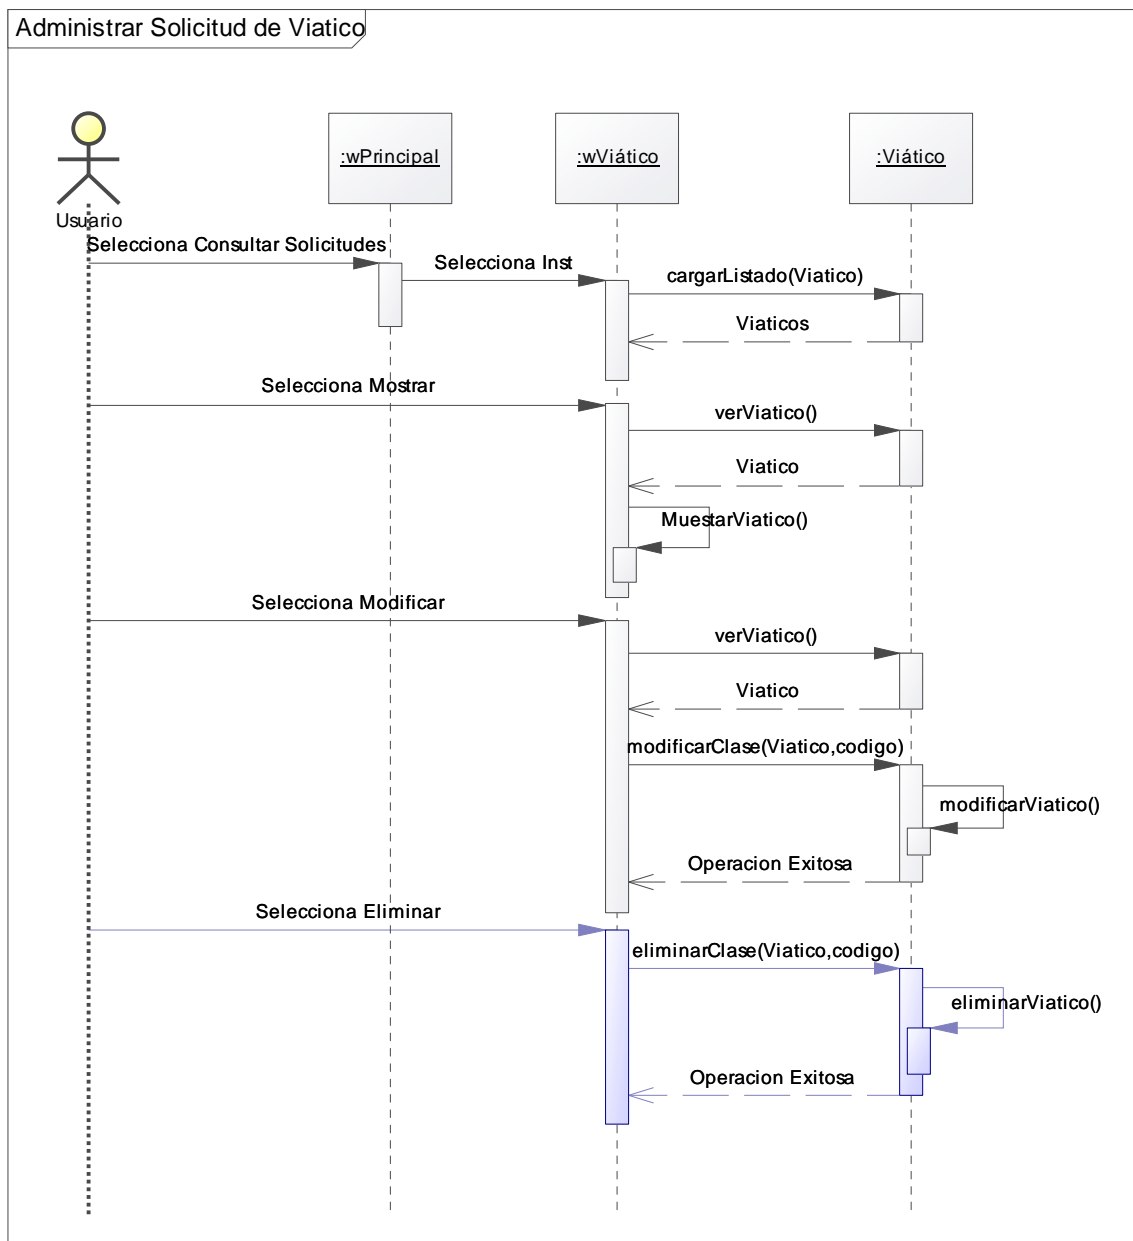 Administrar Solicitud de Viatico
:wPrincipal
:wViático
:Viático
Usuario
Selecciona Consultar Solicitudes
Selecciona Inst
cargarListado(Viatico)
Viaticos
Selecciona Mostrar
verViatico()
Viatico
MuestarViatico()
Selecciona Modificar
verViatico()
Viatico
modificarClase(Viatico,codigo)
modificarViatico()
Operacion Exitosa
Selecciona Eliminar
eliminarClase(Viatico,codigo)
eliminarViatico()
Operacion Exitosa